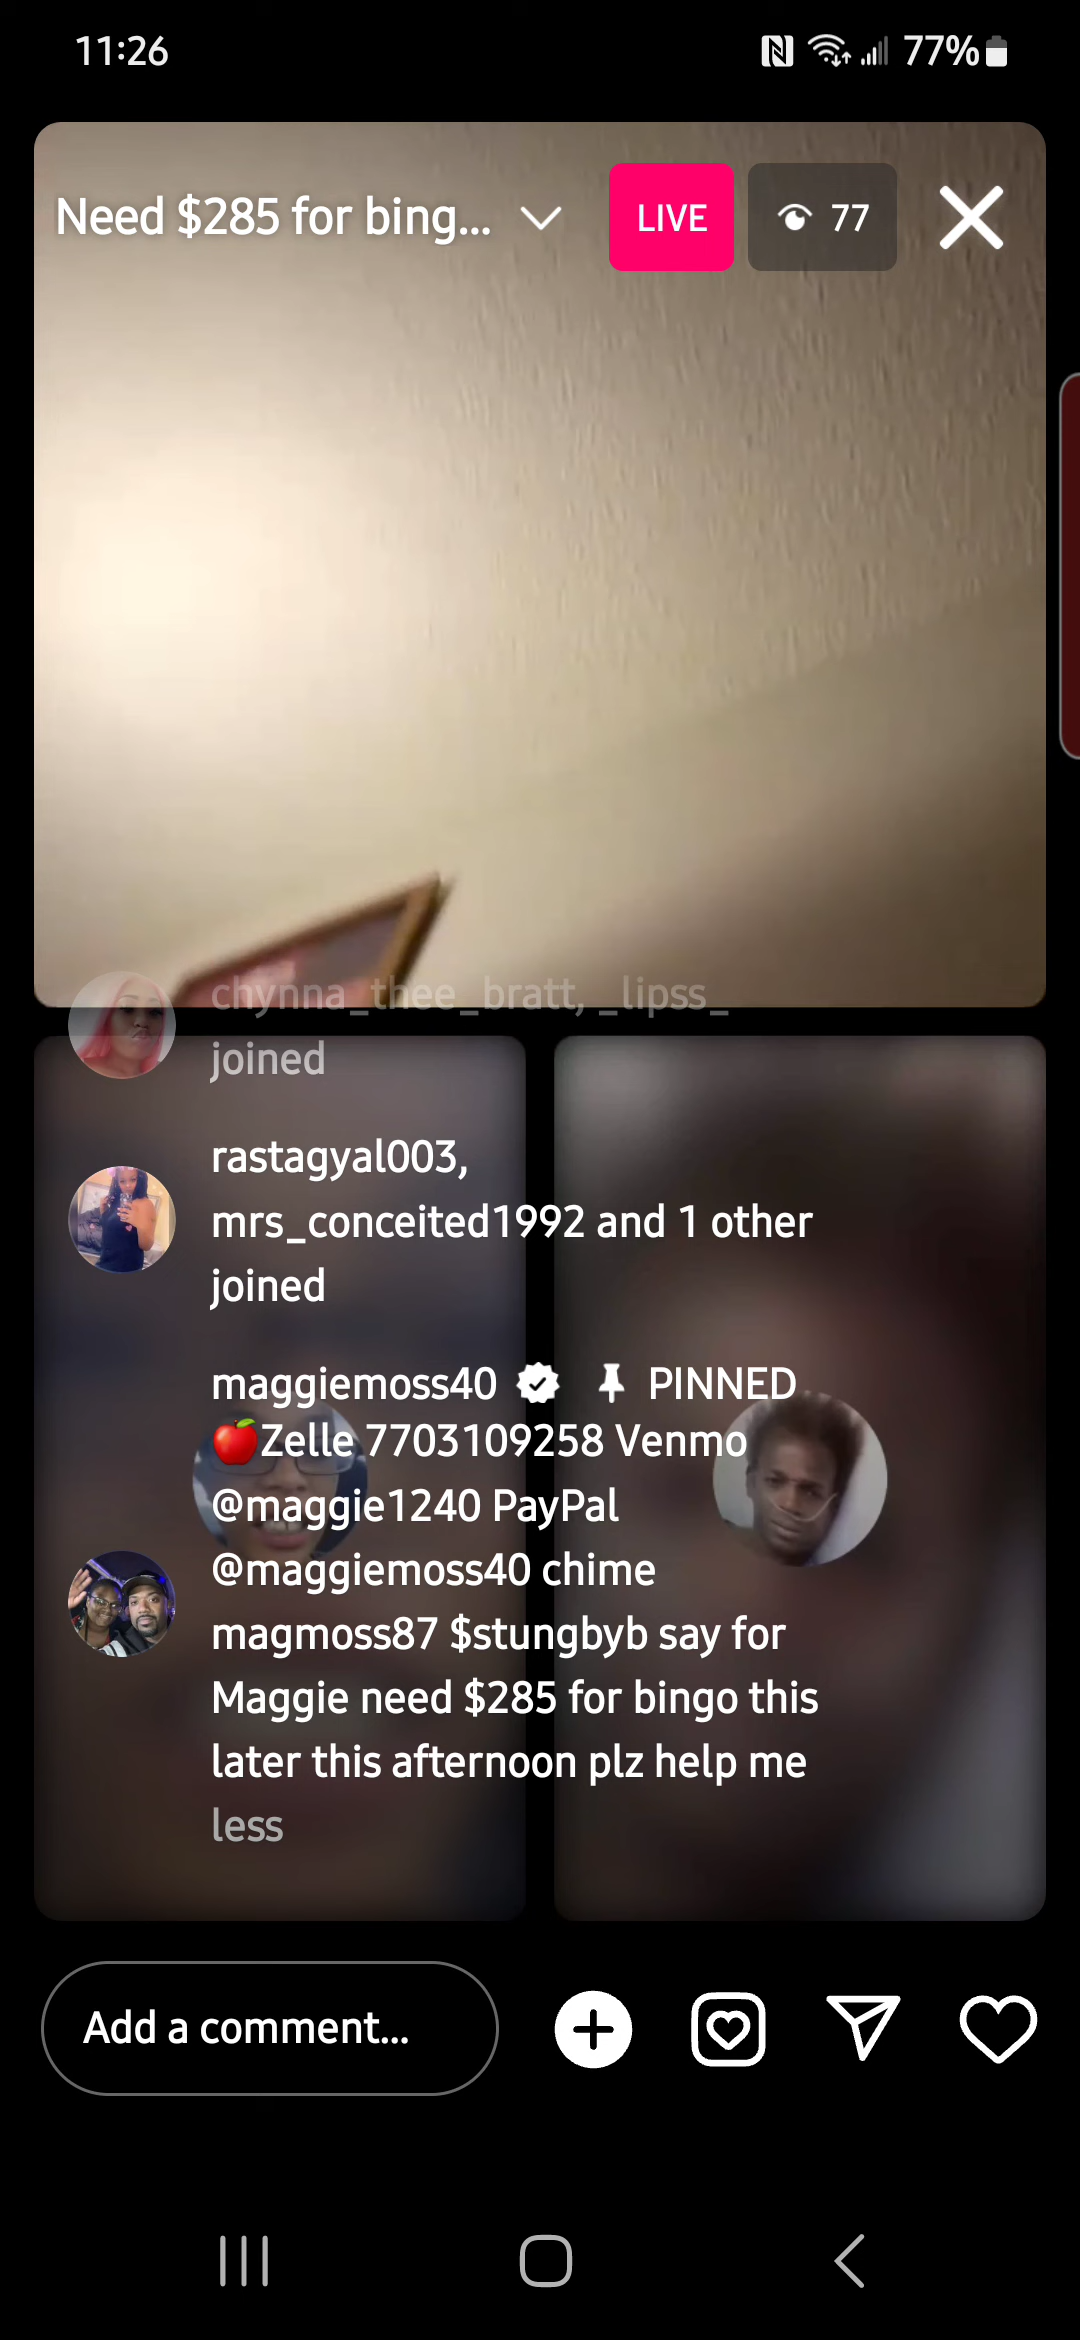 11:26
77%
Need $285 for bing...
LIVE
77
chynna_thee_bratt, _lipss_
joined
rastagyal003,
mrs_conceited1992 and 1 other
joined
maggiemoss40 PINNED
🍎Zelle 7703109258 Venmo
@maggie1240 PayPal
@maggiemoss40 chime
magmoss87 $stungbyb say for
Maggie need $285 for bingo this
later this afternoon plz help me
less
Add a comment...